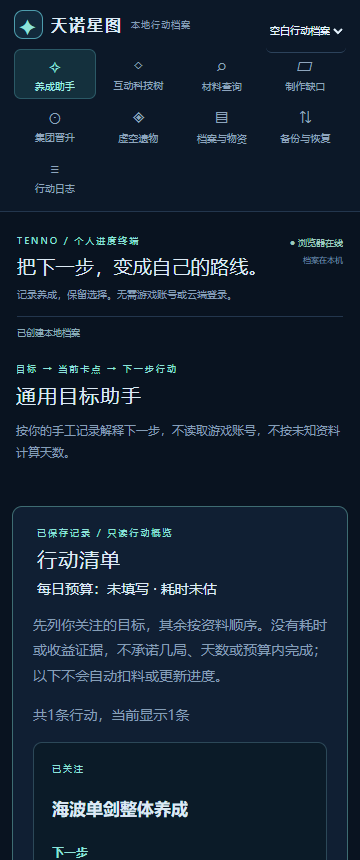 天诺星图 本地行动档案 空白行动档案
养成助手 互动科技树 材料查询 制作缺口
集团晋升 虚空遗物 档案与物资 备份与恢复
行动日志
TENNO / 个人进度终端
浏览器在线
档案在本机
把下一步，变成自己的路线。
记录养成，保留选择。无需游戏账号或云端登录。
已创建本地档案
目标 → 当前卡点 → 下一步行动
通用目标助手
按你的手工记录解释下一步，不读取游戏账号，不按未知资料
计算天数。
已保存记录 / 只读行动概览
行动清单
每日预算：未填写 · 耗时未估
先列你关注的目标，其余按资料顺序。没有耗时
或收益证据，不承诺几局、天数或预算内完成；
以下不会自动扣料或更新进度。
共1条行动，当前显示1条
已关注
海波单剑整体养成
下一步